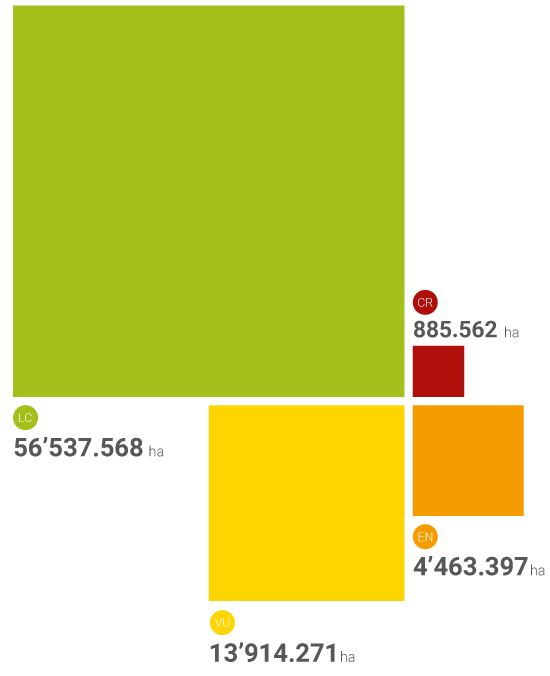 CR
885.562 ha
LC
56’537.568 ha
EN
4’463.397 ha
VU
13’914.271 ha